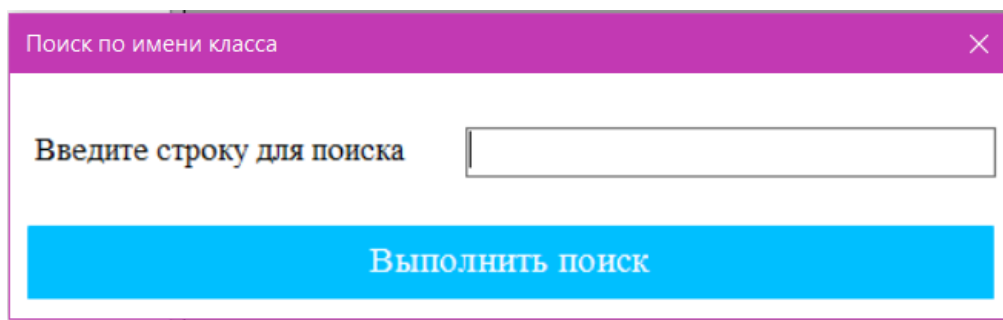 Поиск по имени класса
Введите строку для поиска
Выполнить поиск